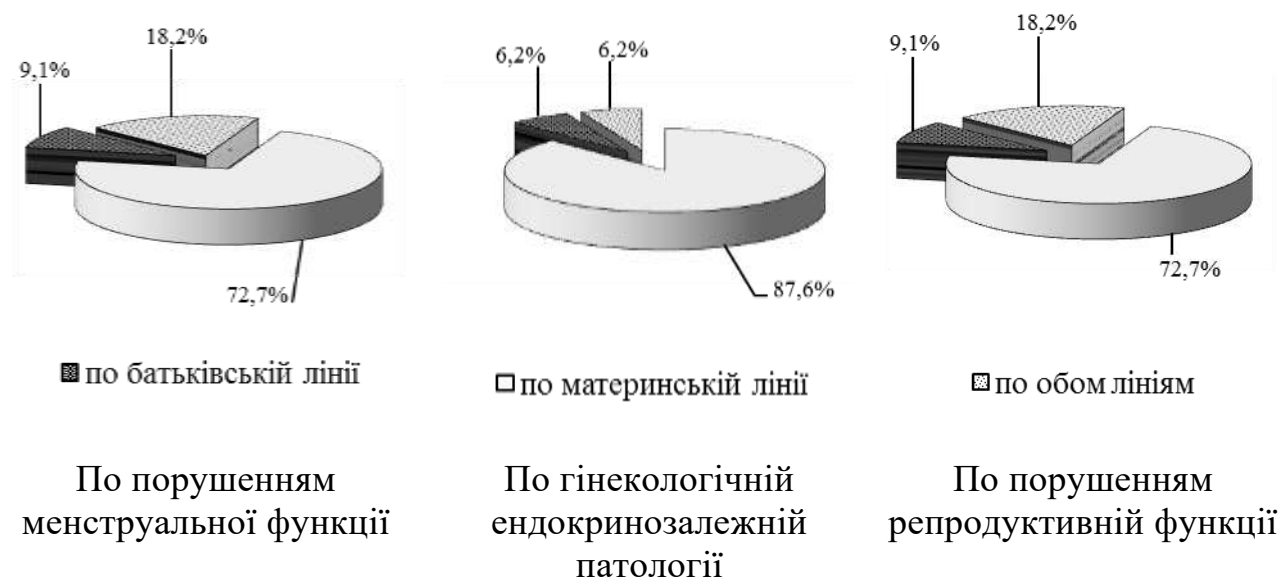 18,2%
9,1%
72,7%
6,2%
6,2%
87,6%
18,2%
9,1%
72,7%
по батьківській лінії
по материнській лінії
по обом лініям
По порушенням
менструальної функції
По гінекологічній
ендокринозалежній
патології
По порушенням
репродуктивній функції